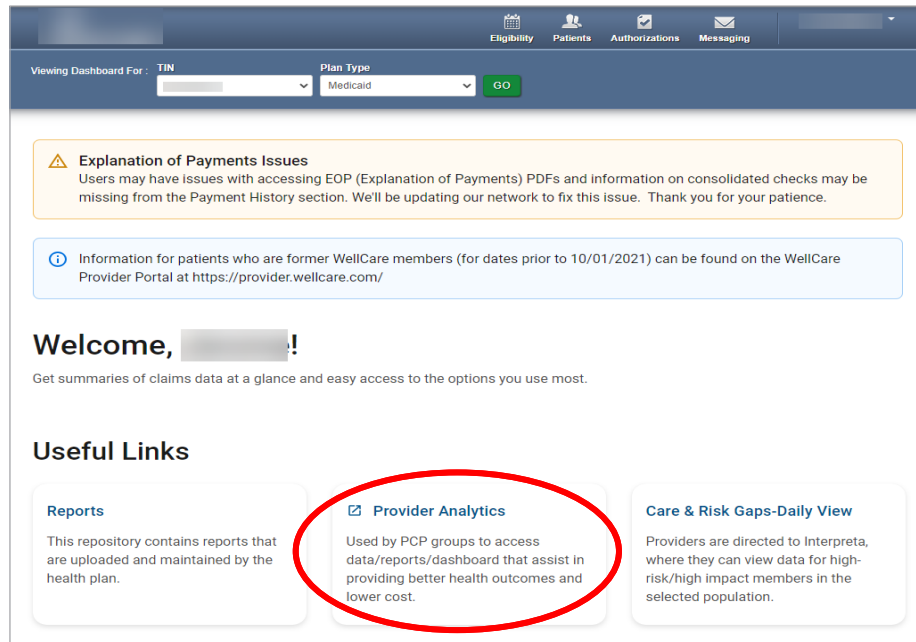 Eligibility Patients Authorizations Messaging
Viewing Dashboard For : TIN Plan Type
Medicaid GO
Explanation of Payments Issues
Users may have issues with accessing EOP (Explanation of Payments) PDFs and information on consolidated checks may be
missing from the Payment History section. We'll be updating our network to fix this issue. Thank you for your patience.
Information for patients who are former WellCare members (for dates prior to 10/01/2021) can be found on the WellCare
Provider Portal at https://provider.wellcare.com/
Welcome, !
Get summaries of claims data at a glance and easy access to the options you use most.
Useful Links
Reports
This repository contains reports that
are uploaded and maintained by the
health plan.
Provider Analytics
Used by PCP groups to access
data/reports/dashboard that assist in
providing better health outcomes and
lower cost.
Care & Risk Gaps-Daily View
Providers are directed to Interpreta,
where they can view data for high-
risk/high impact members in the
selected population.